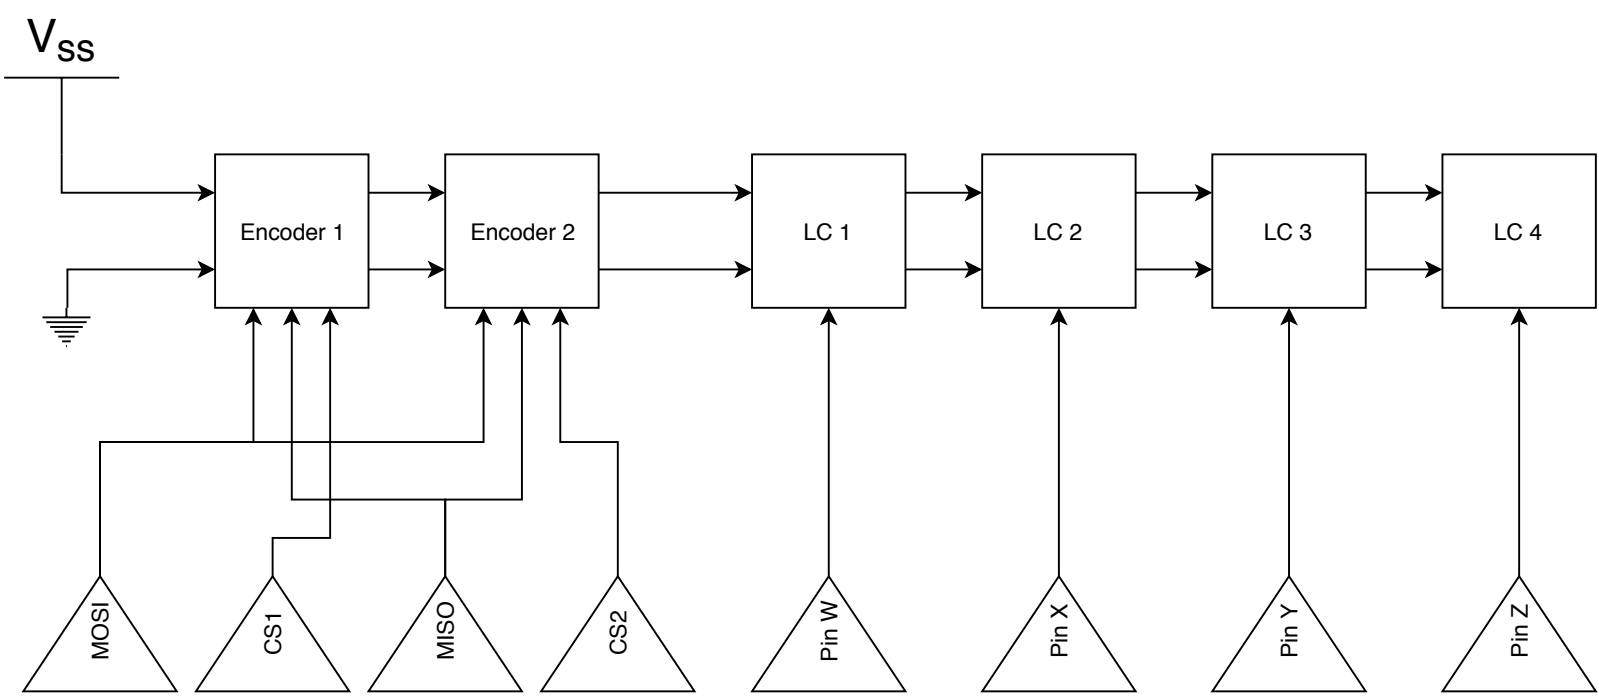 VSS
Encoder 1
Encoder 2
LC 1
LC 2
LC 3
LC 4
MOSI
CS1
MISO
CS2
Pin W
Pin X
Pin Y
Pin Z